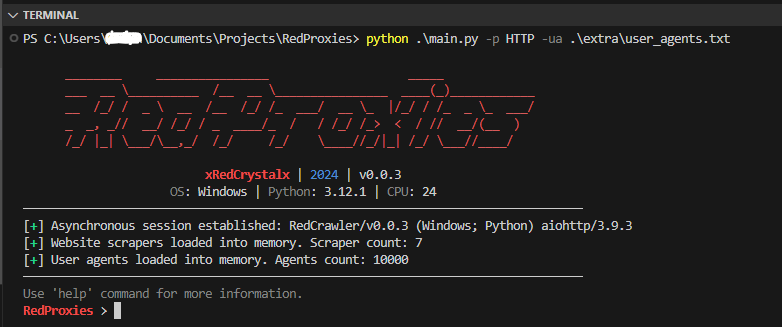 TERMINAL
PS C:\Users\ \Documents\Projects\RedProxies> python .\main.py -p HTTP -ua .\extra\user_agents.txt
RedProxies
xRedCrystalx | 2024 | v0.0.3
OS: Windows | Python: 3.12.1 | CPU: 24
[+] Asynchronous session established: RedCrawler/v0.0.3 (Windows; Python) aiohttp/3.9.3
[+] Website scrapers loaded into memory. Scraper count: 7
[+] User agents loaded into memory. Agents count: 10000
Use 'help' command for more information.
RedProxies >